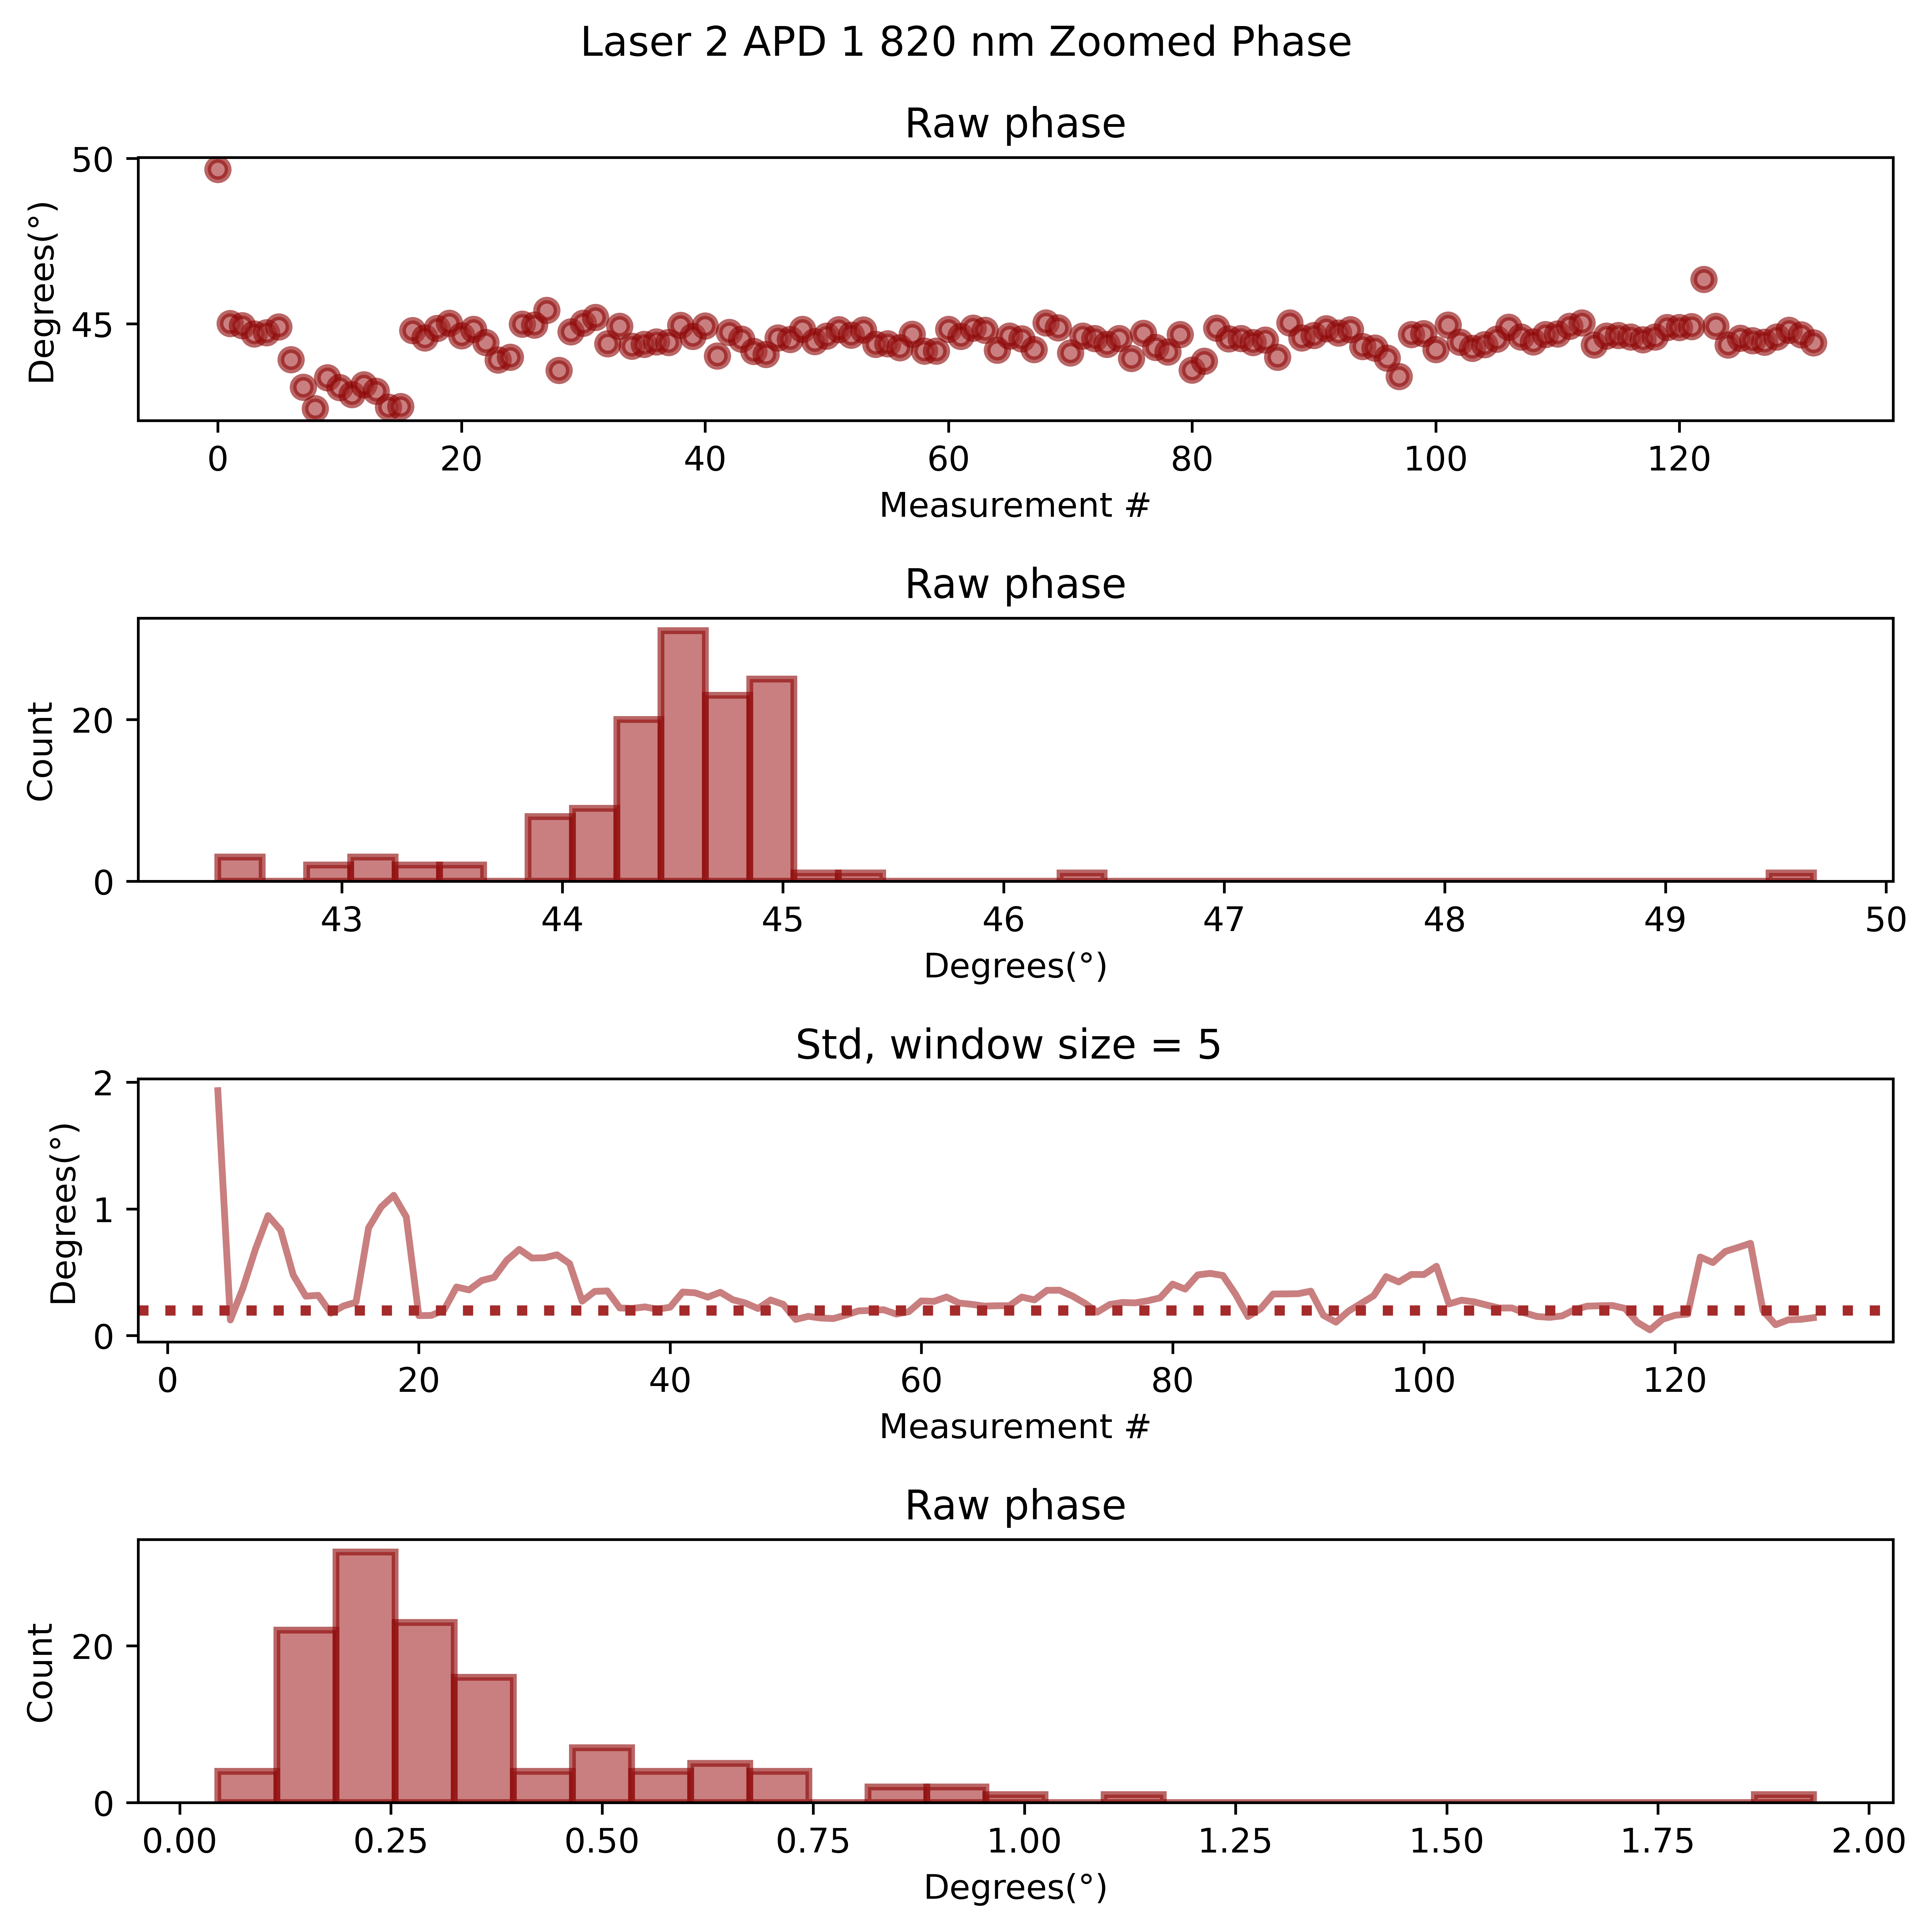 Laser 2 APD 1 820 nm Zoomed Phase
Raw phase
Degrees(°)
50
45
0 20 40 60 80 100 120
Measurement #
Raw phase
Count
20
0
43 44 45 46 47 48 49 50
Degrees(°)
Std, window size = 5
Degrees(°)
2
1
0
0 20 40 60 80 100 120
Measurement #
Raw phase
Count
20
0
0.00 0.25 0.50 0.75 1.00 1.25 1.50 1.75 2.00
Degrees(°)